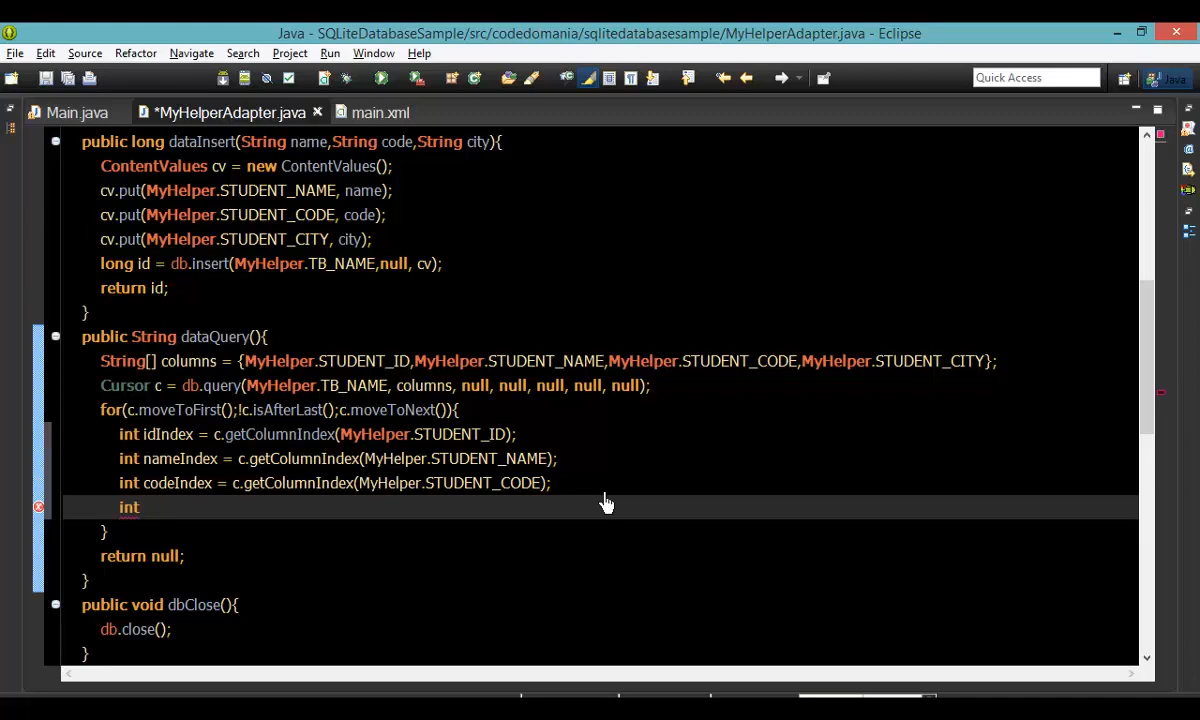 Java - SQLiteDatabaseSample/src/codedomania/sqlitedatabasesample/MyHelperAdapter.java - Eclipse
File Edit Source Refactor Navigate Search Project Run Window Help
Quick Access
Java
Main.java *MyHelperAdapter.java main.xml
public long dataInsert(String name,String code,String city){
ContentValues cv = new ContentValues();
cv.put(MyHelper.STUDENT_NAME, name);
cv.put(MyHelper.STUDENT_CODE, code);
cv.put(MyHelper.STUDENT_CITY, city);
long id = db.insert(MyHelper.TB_NAME,null, cv);
return id;
}
public String dataQuery(){
String[] columns = {MyHelper.STUDENT_ID,MyHelper.STUDENT_NAME,MyHelper.STUDENT_CODE,MyHelper.STUDENT_CITY};
Cursor c = db.query(MyHelper.TB_NAME, columns, null, null, null, null, null);
for(c.moveToFirst();!c.isAfterLast();c.moveToNext()){
int idIndex = c.getColumnIndex(MyHelper.STUDENT_ID);
int nameIndex = c.getColumnIndex(MyHelper.STUDENT_NAME);
int codeIndex = c.getColumnIndex(MyHelper.STUDENT_CODE);
int
}
return null;
}
public void dbClose(){
db.close();
}